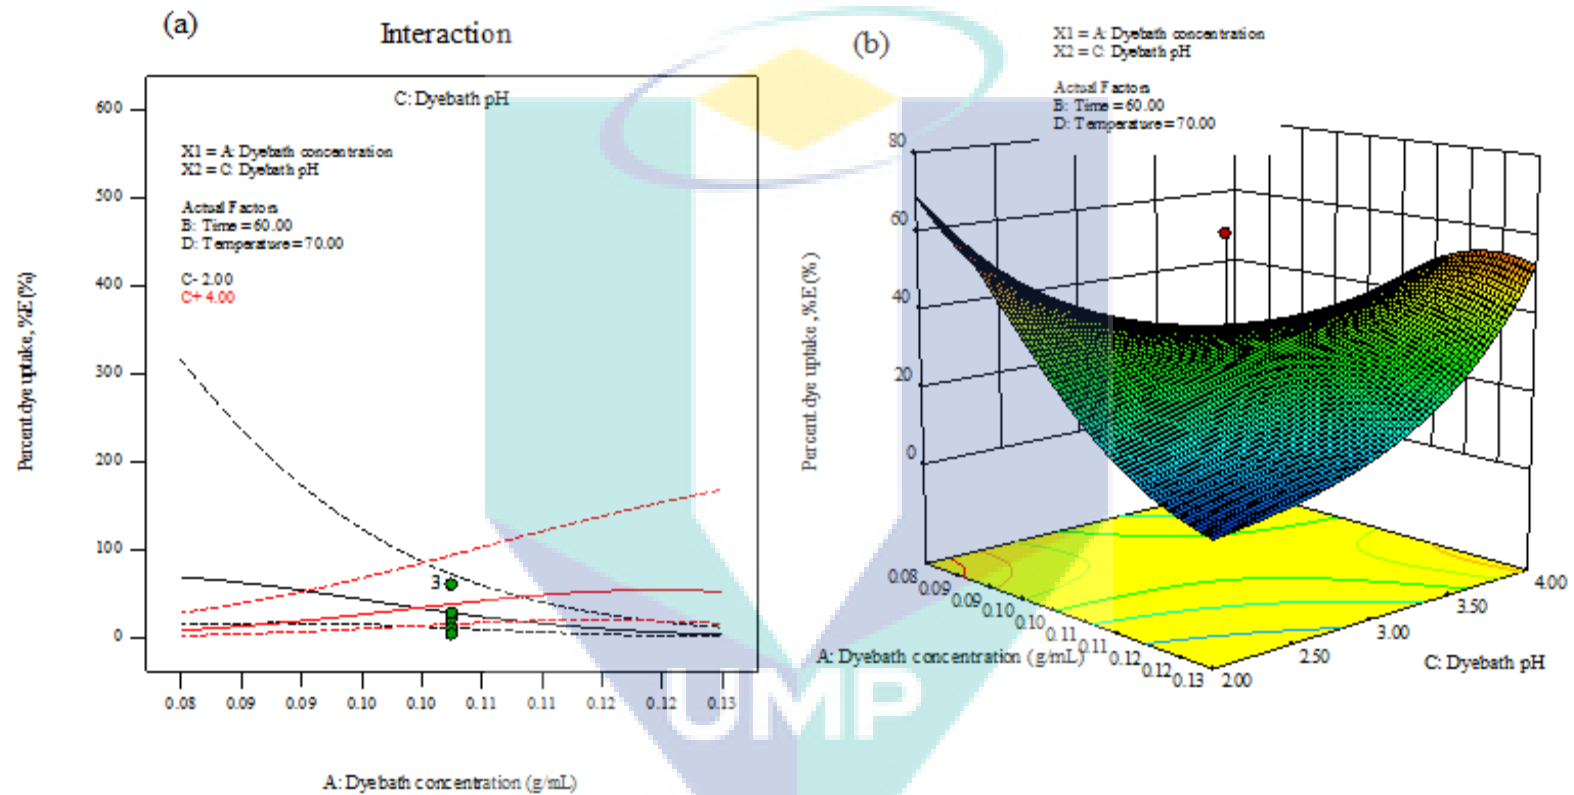 (a)
Interaction
C: Dyebath pH
X1 = A: Dyebath concentration
X2 = C: Dyebath pH
Actual Factors
B: Time = 60.00
D: Temperature = 70.00
C- 2.00
C+ 4.00
Percent dye uptake, %E (%)
600
500
400
300
200
100
0
3
0.08 0.09 0.09 0.10 0.10 0.11 0.11 0.12 0.12 0.13
A: Dyebath concentration (g/mL)
(b)
X1 = A: Dyebath concentration
X2 = C: Dyebath pH
Actual Factors
B: Time = 60.00
D: Temperature = 70.00
Percent dye uptake , %E (%)
80
60
40
20
0
0.08 0.09 0.09 0.10 0.10 0.11 0.11 0.12 0.12 0.13
A: Dyebath concentration (g/mL)
2.00 2.50 3.00 3.50 4.00
C: Dyebath pH
UMP